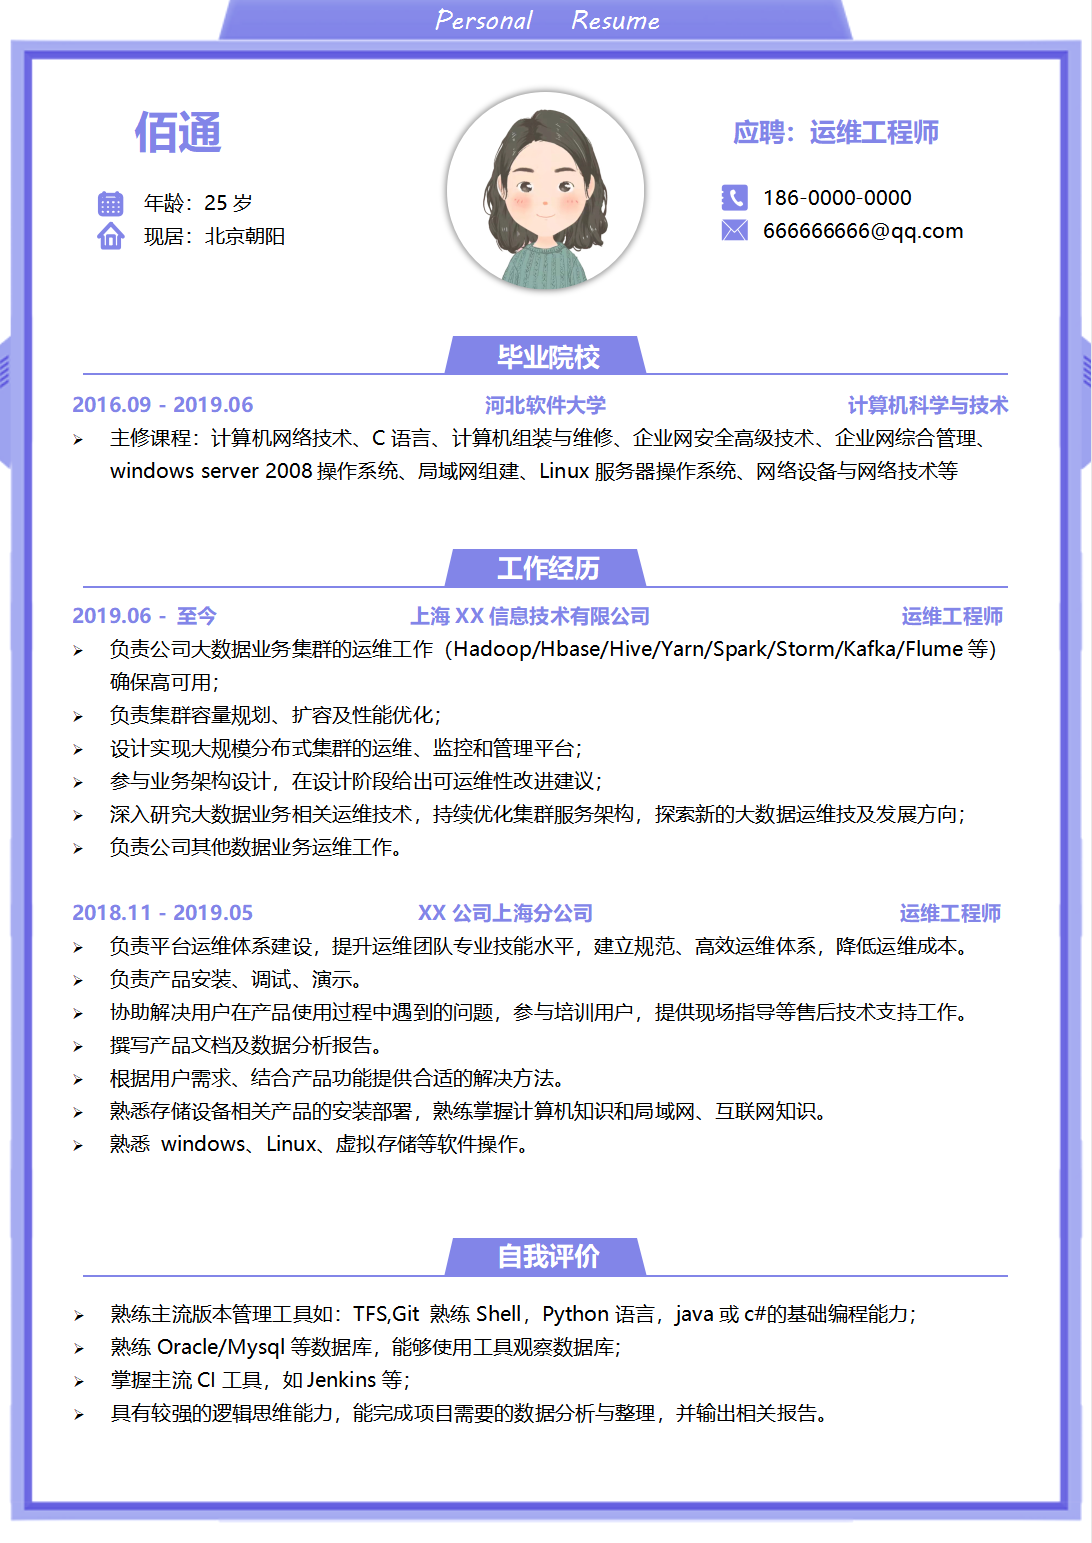 Personal Resume
佰通
应聘：运维工程师
年龄：25 岁
现居：北京朝阳
186-0000-0000
666666666@qq.com
毕业院校
2016.09 - 2019.06 河北软件大学 计算机科学与技术
主修课程：计算机网络技术、C 语言、计算机组装与维修、企业网安全高级技术、企业网综合管理、
windows server 2008 操作系统、局域网组建、Linux 服务器操作系统、网络设备与网络技术等
工作经历
2019.06 - 至今 上海 XX 信息技术有限公司 运维工程师
负责公司大数据业务集群的运维工作（Hadoop/Hbase/Hive/Yarn/Spark/Storm/Kafka/Flume 等）
确保高可用；
负责集群容量规划、扩容及性能优化；
设计实现大规模分布式集群的运维、监控和管理平台；
参与业务架构设计，在设计阶段给出可运维性改进建议；
深入研究大数据业务相关运维技术，持续优化集群服务架构，探索新的大数据运维技及发展方向；
负责公司其他数据业务运维工作。
2018.11 - 2019.05 XX 公司上海分公司 运维工程师
负责平台运维体系建设，提升运维团队专业技能水平，建立规范、高效运维体系，降低运维成本。
负责产品安装、调试、演示。
协助解决用户在产品使用过程中遇到的问题，参与培训用户，提供现场指导等售后技术支持工作。
撰写产品文档及数据分析报告。
根据用户需求、结合产品功能提供合适的解决方法。
熟悉存储设备相关产品的安装部署，熟练掌握计算机知识和局域网、互联网知识。
熟悉 windows、Linux、虚拟存储等软件操作。
自我评价
熟练主流版本管理工具如：TFS,Git 熟练 Shell，Python 语言，java 或 c#的基础编程能力；
熟练 Oracle/Mysql 等数据库，能够使用工具观察数据库；
掌握主流 CI 工具，如 Jenkins 等；
具有较强的逻辑思维能力，能完成项目需要的数据分析与整理，并输出相关报告。